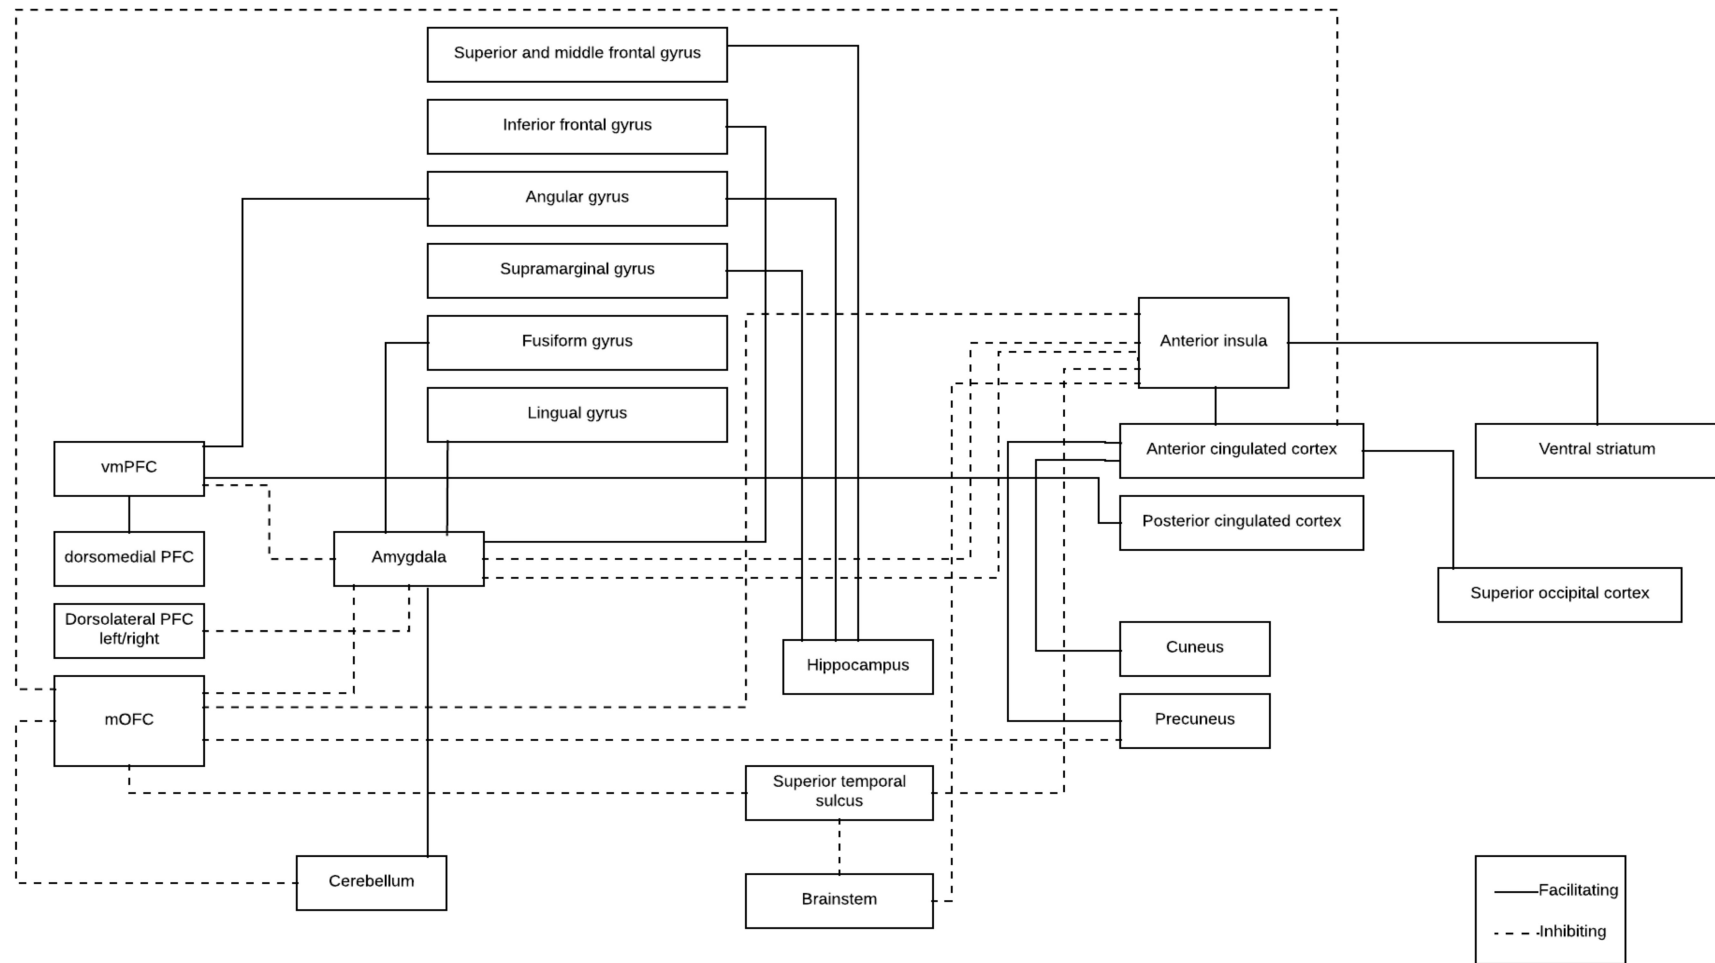 Superior and middle frontal gyrus
Inferior frontal gyrus
Angular gyrus
Supramarginal gyrus
Fusiform gyrus
Anterior insula
Lingual gyrus
vmPFC
Anterior cingulated cortex
Ventral striatum
Posterior cingulated cortex
dorsomedial PFC
Amygdala
Superior occipital cortex
Dorsolateral PFC
left/right
Hippocampus
Cuneus
mOFC
Precuneus
Superior temporal
sulcus
Cerebellum
Brainstem
Facilitating
Inhibiting